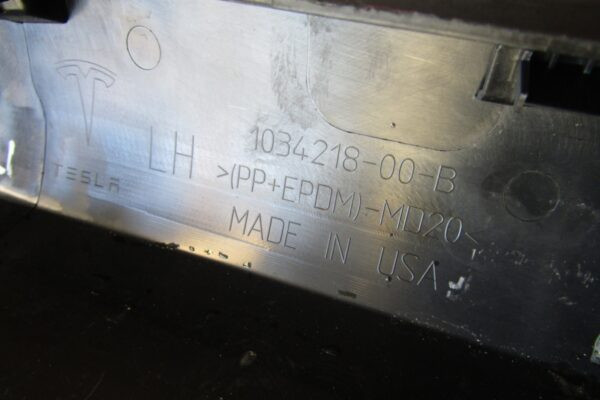 TESLA
LH
1034218-00-B
>(PP+EPDM)-MD20<
MADE IN USA